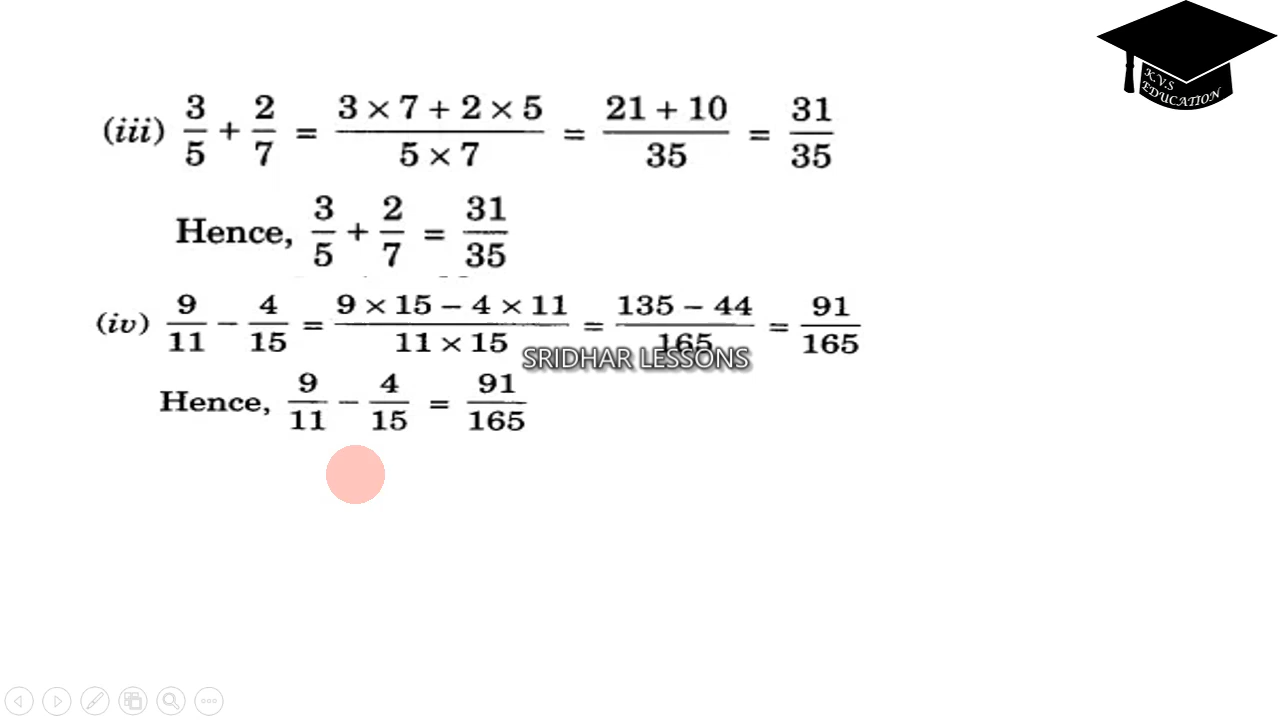 K.V.S
EDUCATION
(iii) 3/5 + 2/7 = (3 × 7 + 2 × 5)/(5 × 7) = (21 + 10)/35 = 31/35
Hence, 3/5 + 2/7 = 31/35
(iv) 9/11 − 4/15 = (9 × 15 − 4 × 11)/(11 × 15) = (135 − 44)/165 = 91/165
SRIDHAR LESSONS
Hence, 9/11 − 4/15 = 91/165